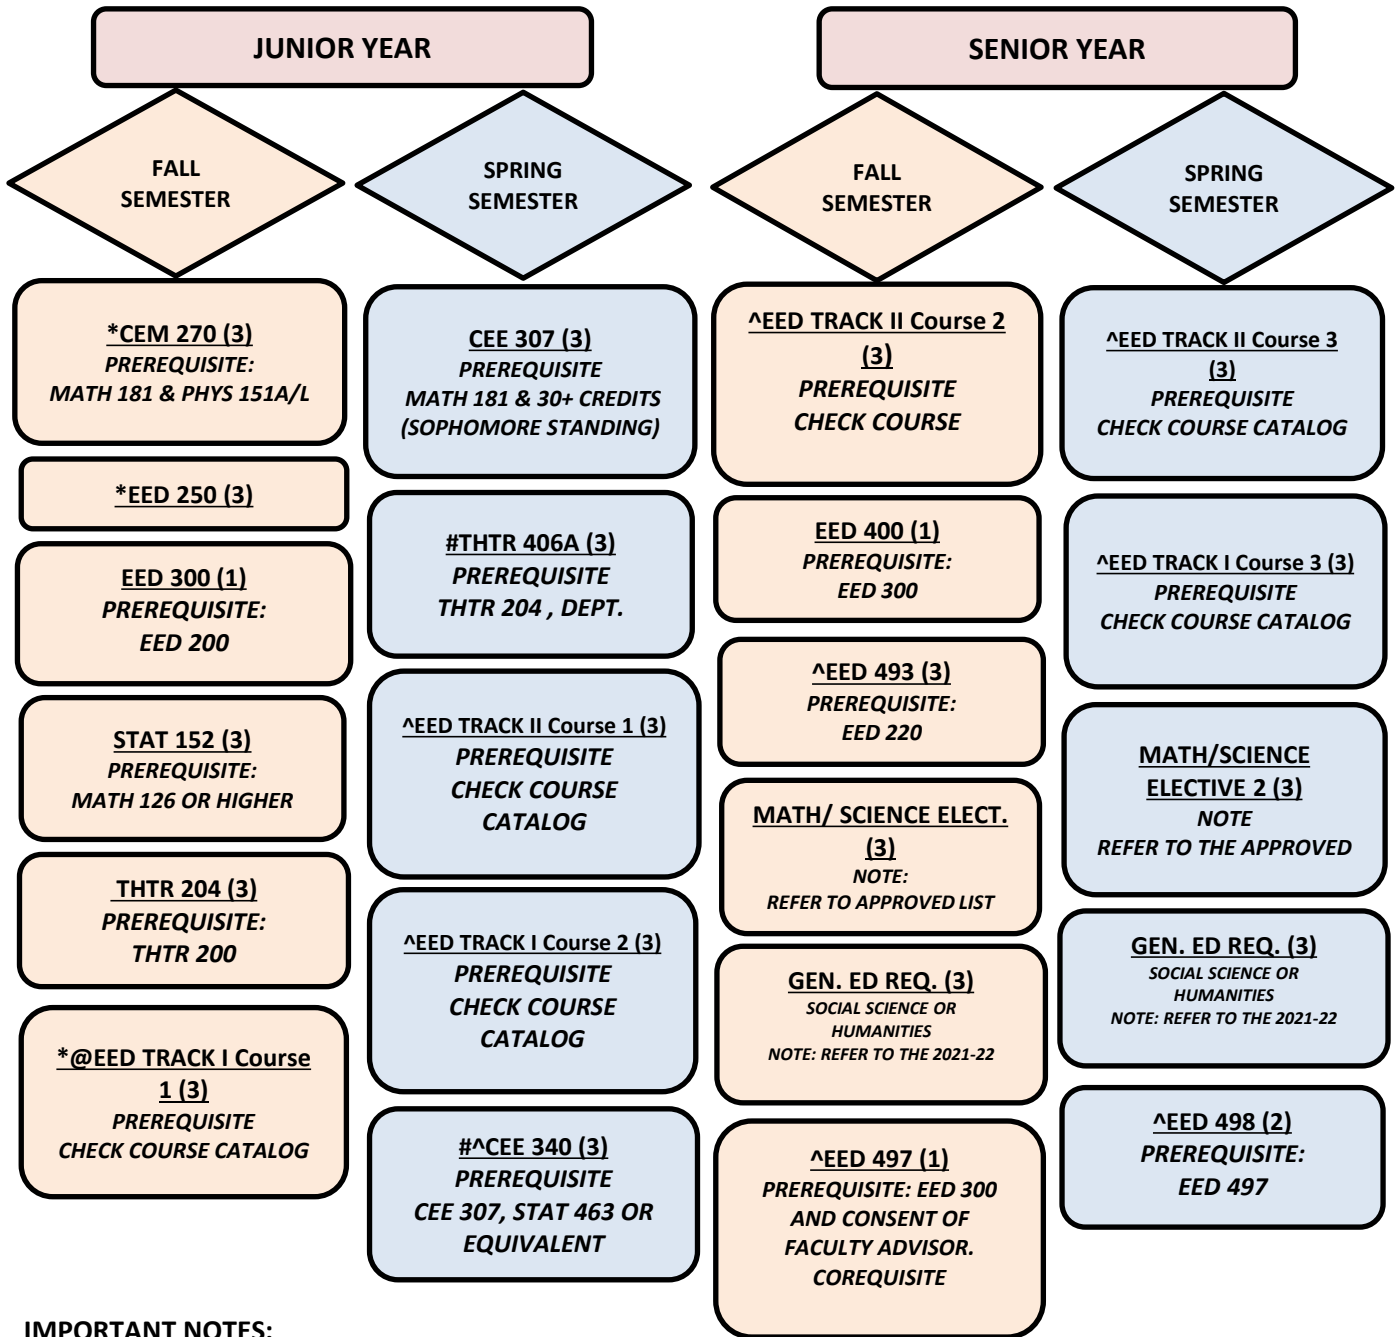 JUNIOR YEAR
SENIOR YEAR
FALL
SEMESTER
SPRING
SEMESTER
FALL
SEMESTER
SPRING
SEMESTER
*CEM 270 (3)
PREREQUISITE:
MATH 181 & PHYS 151A/L
*EED 250 (3)
EED 300 (1)
PREREQUISITE:
EED 200
STAT 152 (3)
PREREQUISITE:
MATH 126 OR HIGHER
THTR 204 (3)
PREREQUISITE:
THTR 200
*@EED TRACK I Course
1 (3)
PREREQUISITE
CHECK COURSE CATALOG
CEE 307 (3)
PREREQUISITE
MATH 181 & 30+ CREDITS
(SOPHOMORE STANDING)
#THTR 406A (3)
PREREQUISITE
THTR 204 , DEPT.
^EED TRACK II Course 1 (3)
PREREQUISITE
CHECK COURSE
CATALOG
^EED TRACK I Course 2 (3)
PREREQUISITE
CHECK COURSE
CATALOG
#^CEE 340 (3)
PREREQUISITE
CEE 307, STAT 463 OR
EQUIVALENT
^EED TRACK II Course 2
(3)
PREREQUISITE
CHECK COURSE
EED 400 (1)
PREREQUISITE:
EED 300
^EED 493 (3)
PREREQUISITE:
EED 220
MATH/ SCIENCE ELECT.
(3)
NOTE:
REFER TO APPROVED LIST
GEN. ED REQ. (3)
SOCIAL SCIENCE OR
HUMANITIES
NOTE: REFER TO THE 2021-22
^EED 497 (1)
PREREQUISITE: EED 300
AND CONSENT OF
FACULTY ADVISOR.
COREQUISITE
^EED TRACK II Course 3
(3)
PREREQUISITE
CHECK COURSE CATALOG
^EED TRACK I Course 3 (3)
PREREQUISITE
CHECK COURSE CATALOG
MATH/SCIENCE
ELECTIVE 2 (3)
NOTE
REFER TO THE APPROVED
GEN. ED REQ. (3)
SOCIAL SCIENCE OR
HUMANITIES
NOTE: REFER TO THE 2021-22
^EED 498 (2)
PREREQUISITE:
EED 497
IMPORTANT NOTES: